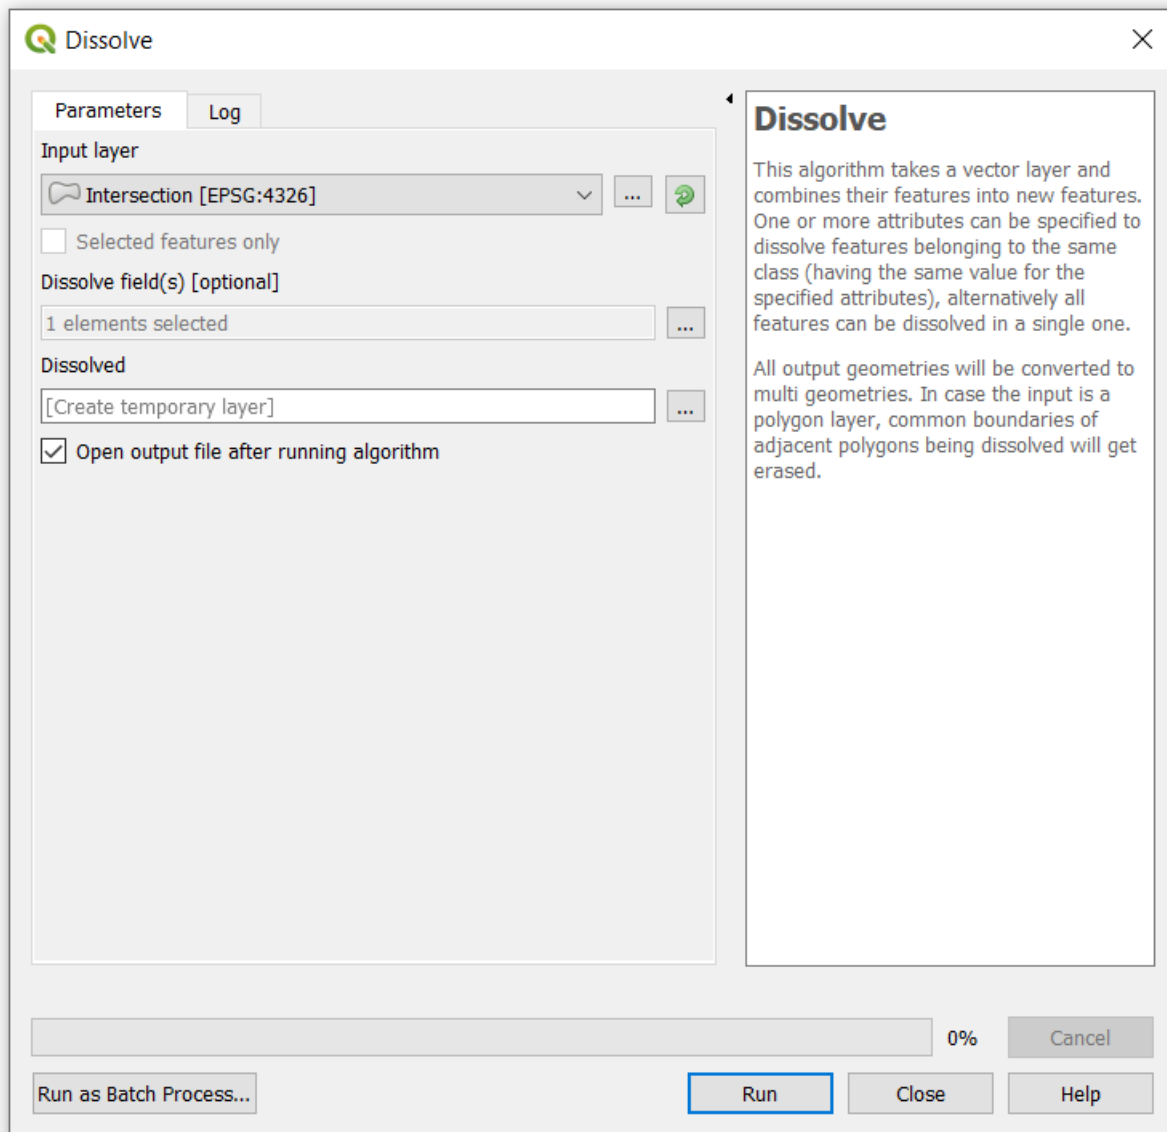 Dissolve
Parameters
Log
Input layer
Intersection [EPSG:4326]
...
Selected features only
Dissolve field(s) [optional]
1 elements selected
...
Dissolved
[Create temporary layer]
...
Open output file after running algorithm
Dissolve
This algorithm takes a vector layer and
combines their features into new features.
One or more attributes can be specified to
dissolve features belonging to the same
class (having the same value for the
specified attributes), alternatively all
features can be dissolved in a single one.
All output geometries will be converted to
multi geometries. In case the input is a
polygon layer, common boundaries of
adjacent polygons being dissolved will get
erased.
0%
Cancel
Run as Batch Process...
Run
Close
Help